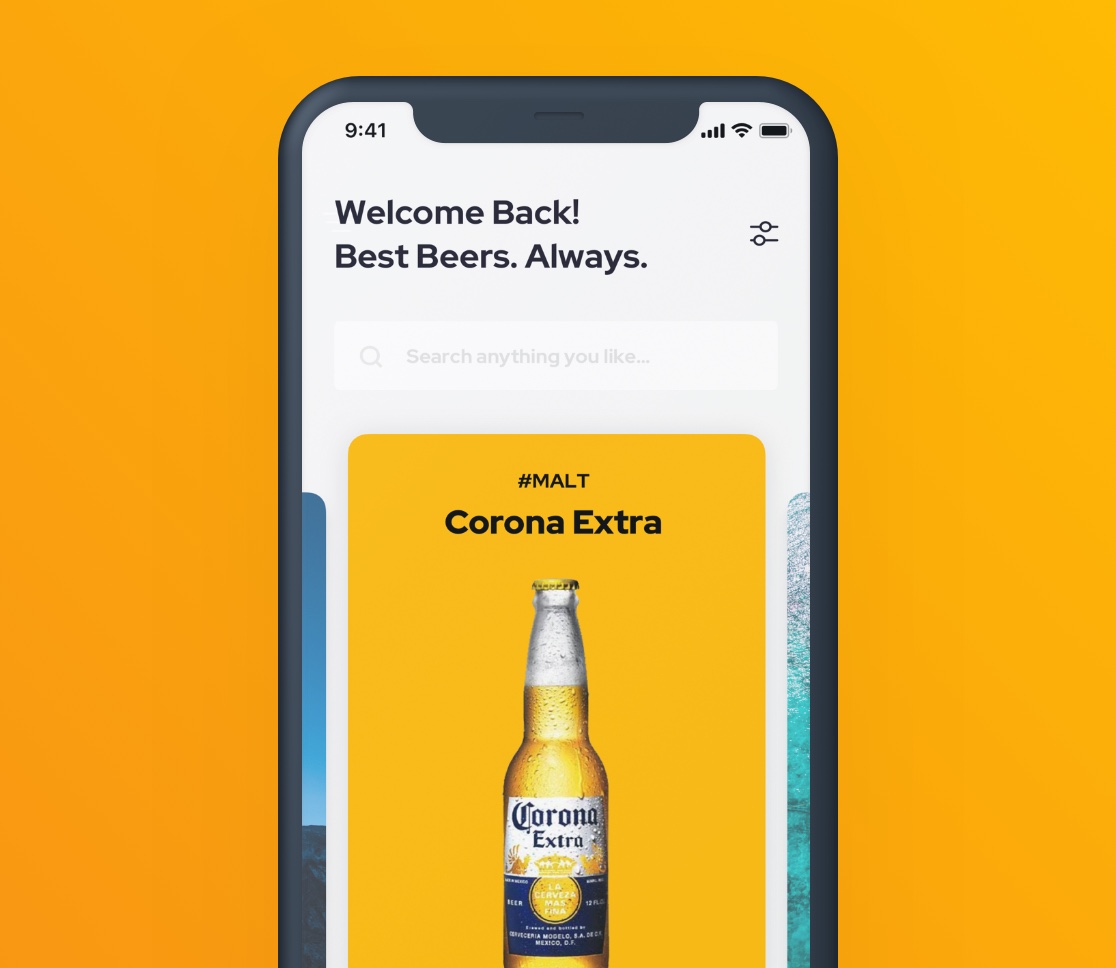 9:41
Welcome Back!
Best Beers. Always.
Search anything you like...
#MALT
Corona Extra
Corona
Extra
LA
CERVEZA
MAS
FINA
BEER
12 FL.OZ
Brewed and bottled by
CERVECERIA MODELO, S.A. DE C.V.
MEXICO, D.F.